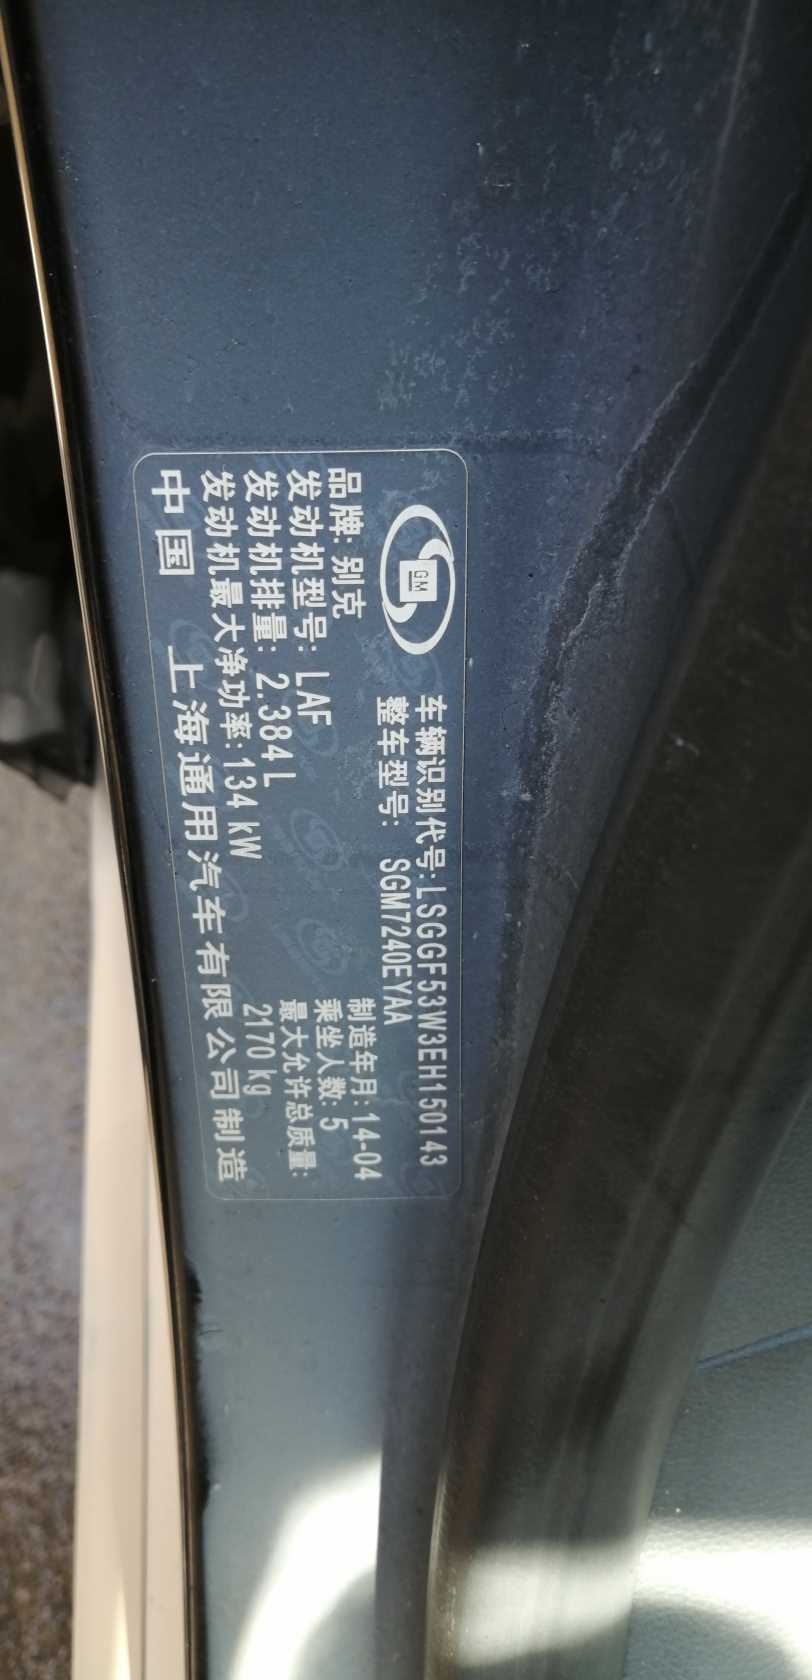 GM
车辆识别代号:LSGGF53W3EH150143
整车型号: SGM7240EYAA
品牌: 别克
制造年月: 14-04
发动机型号: LAF
乘坐人数: 5
发动机排量: 2.384L
最大允许总质量:
2170 kg
发动机最大净功率: 134 kW
中国 上海通用汽车有限公司制造